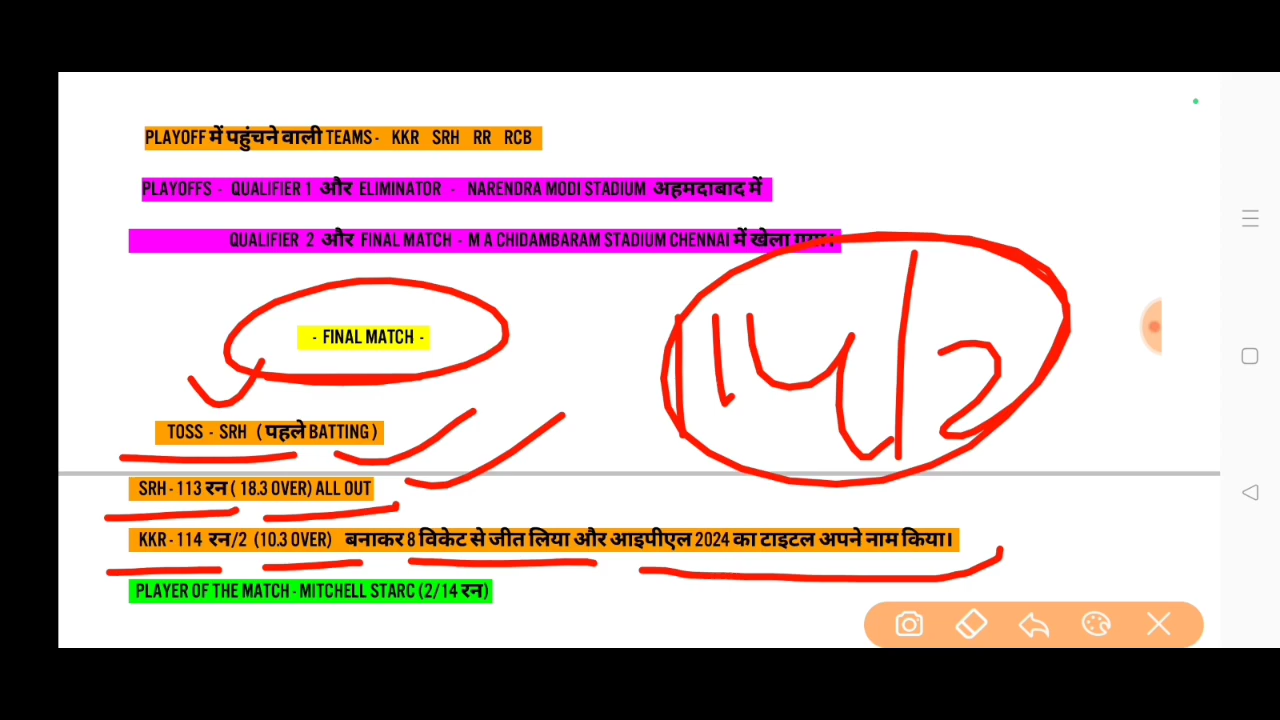 PLAYOFF में पहुंचने वाली TEAMS - KKR SRH RR RCB
PLAYOFFS - QUALIFIER 1 और ELIMINATOR - NARENDRA MODI STADIUM अहमदाबाद में
QUALIFIER 2 और FINAL MATCH - M A CHIDAMBARAM STADIUM CHENNAI में खेला गया।
114/2
- FINAL MATCH -
TOSS - SRH ( पहले BATTING )
SRH - 113 रन ( 18.3 OVER) ALL OUT
KKR - 114 रन/2 (10.3 OVER) बनाकर 8 विकेट से जीत लिया और आइपीएल 2024 का टाइटल अपने नाम किया।
PLAYER OF THE MATCH - MITCHELL STARC (2/14 रन)